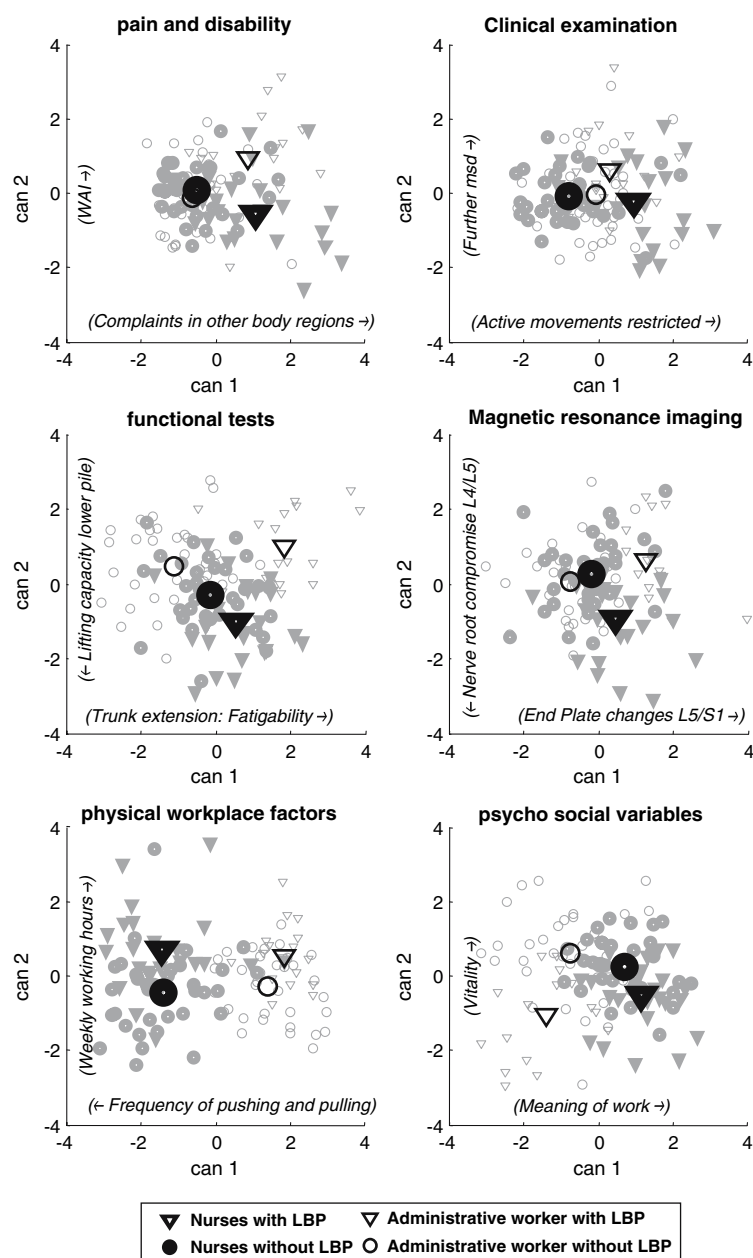 pain and disability
4
2
0
-2
-4
can 2
(WAI →)
(Complaints in other body regions →)
-4
-2
0
2
4
can 1
Clinical examination
4
2
0
-2
-4
can 2
(Further msd →)
(Active movements restricted →)
-4
-2
0
2
4
can 1
functional tests
4
2
0
-2
-4
can 2
(← Lifting capacity lower pile)
(Trunk extension: Fatigability →)
-4
-2
0
2
4
can 1
Magnetic resonance imaging
4
2
0
-2
-4
can 2
(← Nerve root compromise L4/L5)
(End Plate changes L5/S1 →)
-4
-2
0
2
4
can 1
physical workplace factors
4
2
0
-2
-4
can 2
(Weekly working hours →)
(← Frequency of pushing and pulling)
-4
-2
0
2
4
can 1
psycho social variables
4
2
0
-2
-4
can 2
(Vitality →)
(Meaning of work →)
-4
-2
0
2
4
can 1
Nurses with LBP
Administrative worker with LBP
Nurses without LBP
Administrative worker without LBP